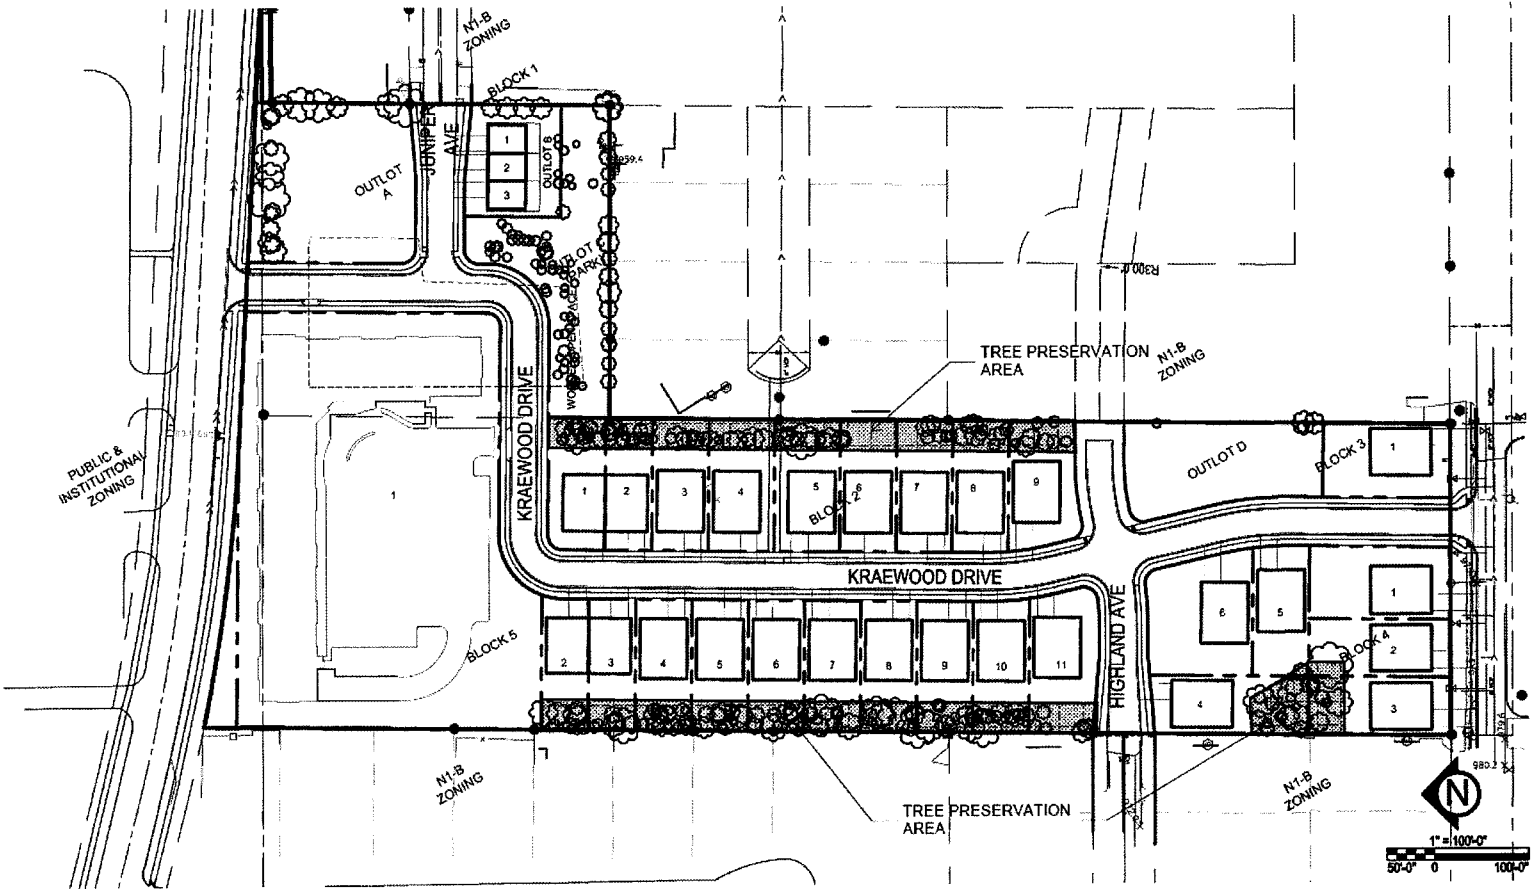 N1-B
ZONING
BLOCK 1
JUNIPER
AVE
1
2
3
OUTLOT B
OUTLOT
A
OUTLOT
PARK
R300.0'
TREE PRESERVATION
AREA
N1-B
ZONING
KRAEWOOD DRIVE
PUBLIC &
INSTITUTIONAL
ZONING
1
1
2
3
4
5
6
7
8
9
BLOCK 2
OUTLOT D
BLOCK 3
1
KRAEWOOD DRIVE
HIGHLAND AVE
BLOCK 5
2
3
4
5
6
7
8
9
10
11
6
5
1
BLOCK 4
2
4
3
N1-B
ZONING
TREE PRESERVATION
AREA
N1-B
ZONING
N
1" = 100'-0"
50'-0" 0 100'-0"